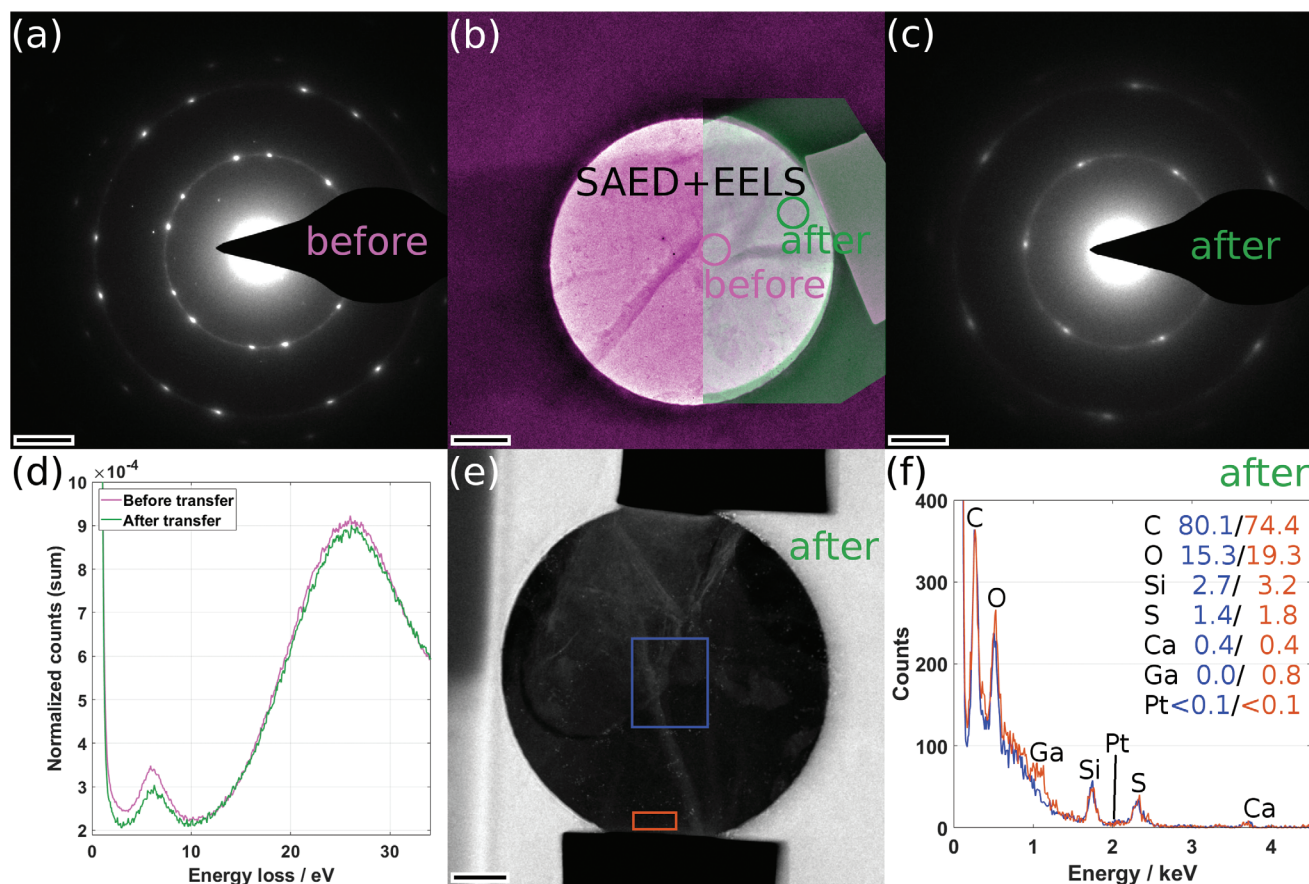 (a)
before
(b)
SAED+EELS
after
before
(c)
after
(d)
×10⁻⁴
Before transfer
After transfer
Normalized counts (sum)
10
9
8
7
6
5
4
3
2
0
10
20
30
Energy loss / eV
(e)
after
(f)
after
400
300
200
100
0
Counts
C
O
Ga
Si
Pt
S
Ca
C 80.1/74.4
O 15.3/19.3
Si 2.7/ 3.2
S 1.4/ 1.8
Ca 0.4/ 0.4
Ga 0.0/ 0.8
Pt<0.1/<0.1
0
1
2
3
4
Energy / keV